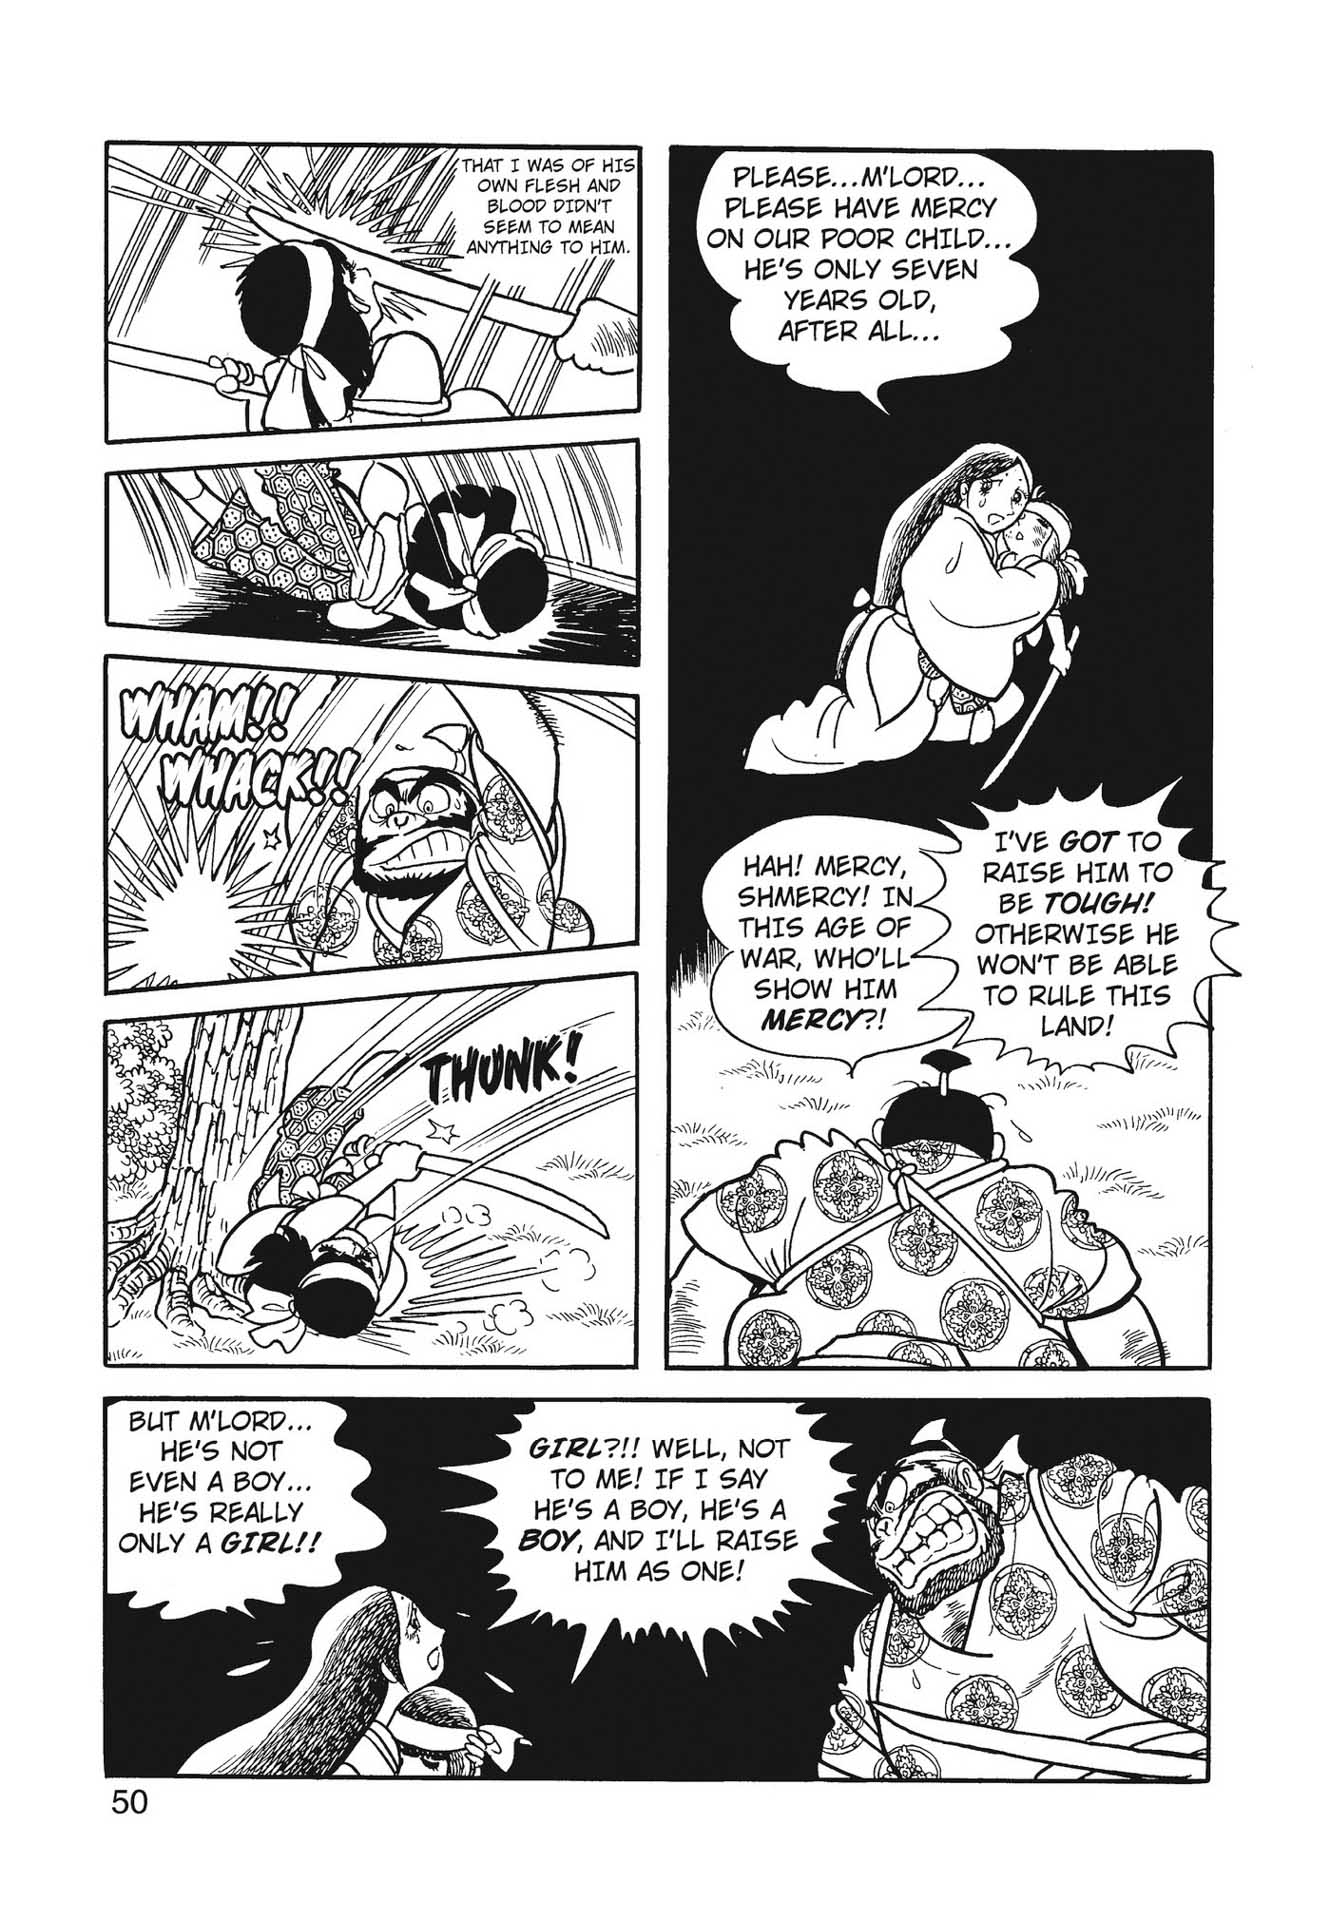 THAT I WAS OF HIS
OWN FLESH AND
BLOOD DIDN'T
SEEM TO MEAN
ANYTHING TO HIM.
WHAM!!
WHACK!!
THUNK!
PLEASE...M'LORD...
PLEASE HAVE MERCY
ON OUR POOR CHILD...
HE'S ONLY SEVEN
YEARS OLD,
AFTER ALL...
HAH! MERCY,
SHMERCY! IN
THIS AGE OF
WAR, WHO'LL
SHOW HIM
MERCY?!
I'VE GOT TO
RAISE HIM TO
BE TOUGH!
OTHERWISE HE
WON'T BE ABLE
TO RULE THIS
LAND!
BUT M'LORD...
HE'S NOT
EVEN A BOY...
HE'S REALLY
ONLY A GIRL!!
GIRL?!! WELL, NOT
TO ME! IF I SAY
HE'S A BOY, HE'S A
BOY, AND I'LL RAISE
HIM AS ONE!
50